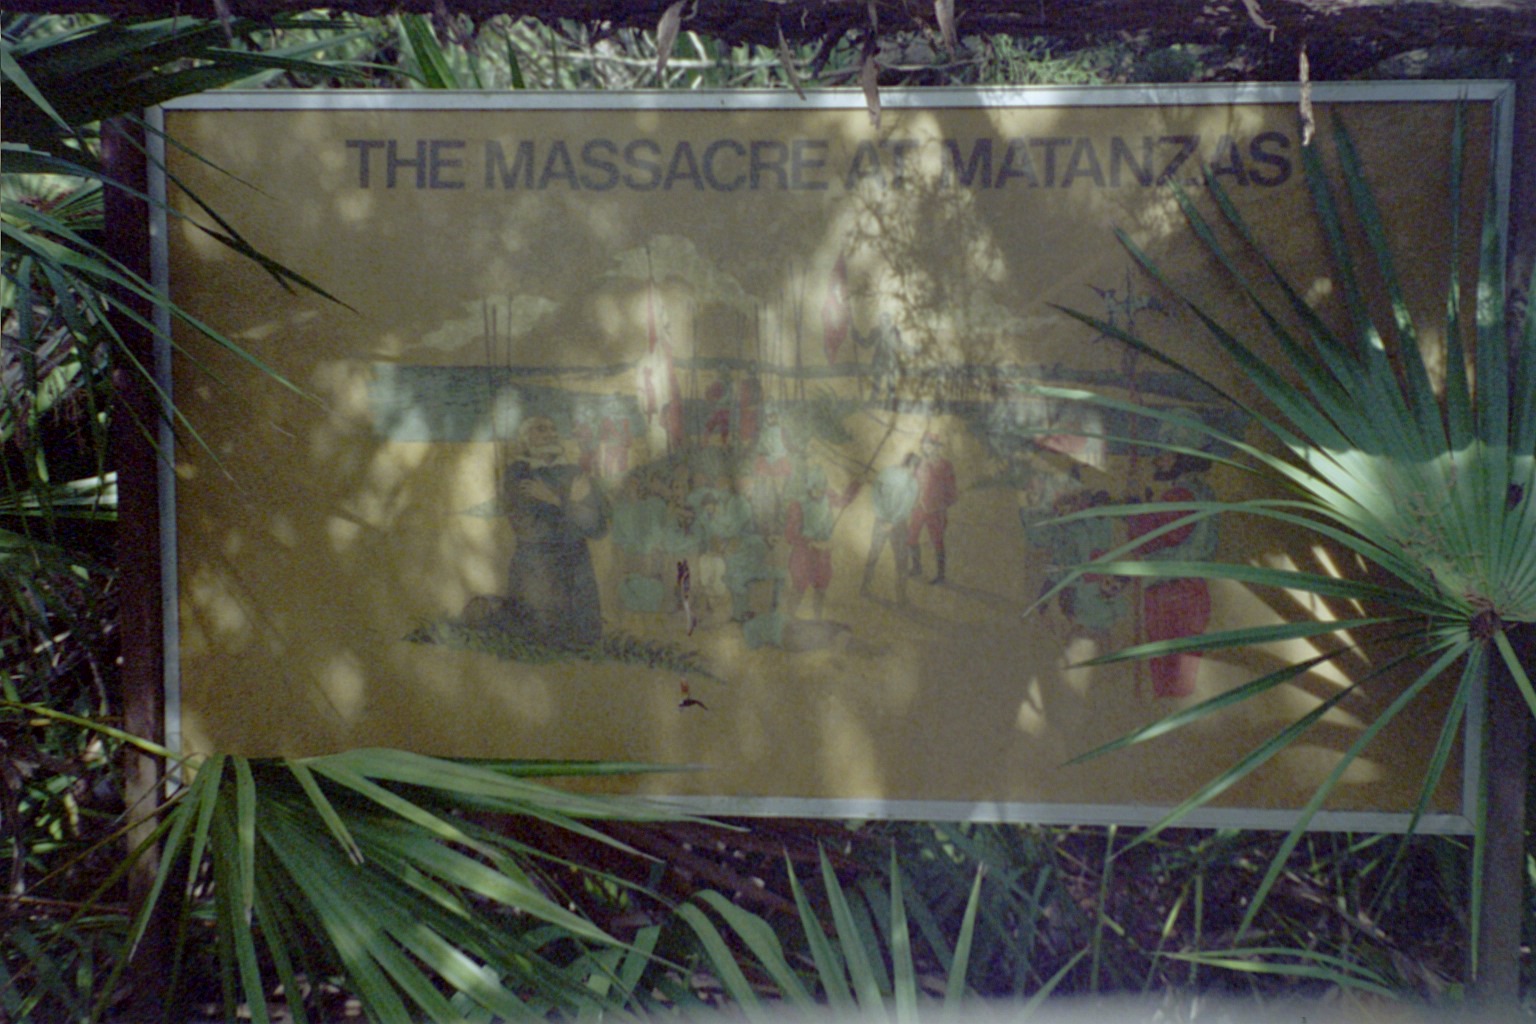 THE MASSACRE AT MATANZAS